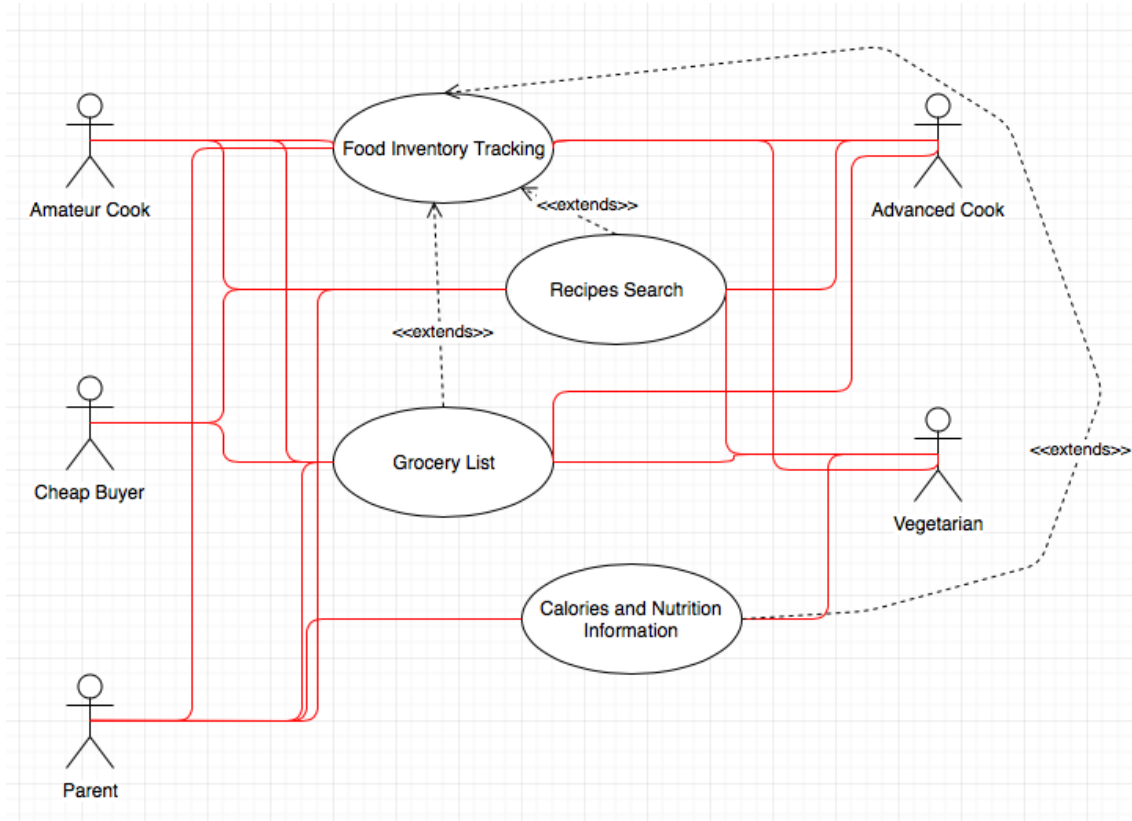 Food Inventory Tracking
Amateur Cook
Advanced Cook
<<extends>>
Recipes Search
<<extends>>
Grocery List
<<extends>>
Cheap Buyer
Vegetarian
Calories and Nutrition
Information
Parent